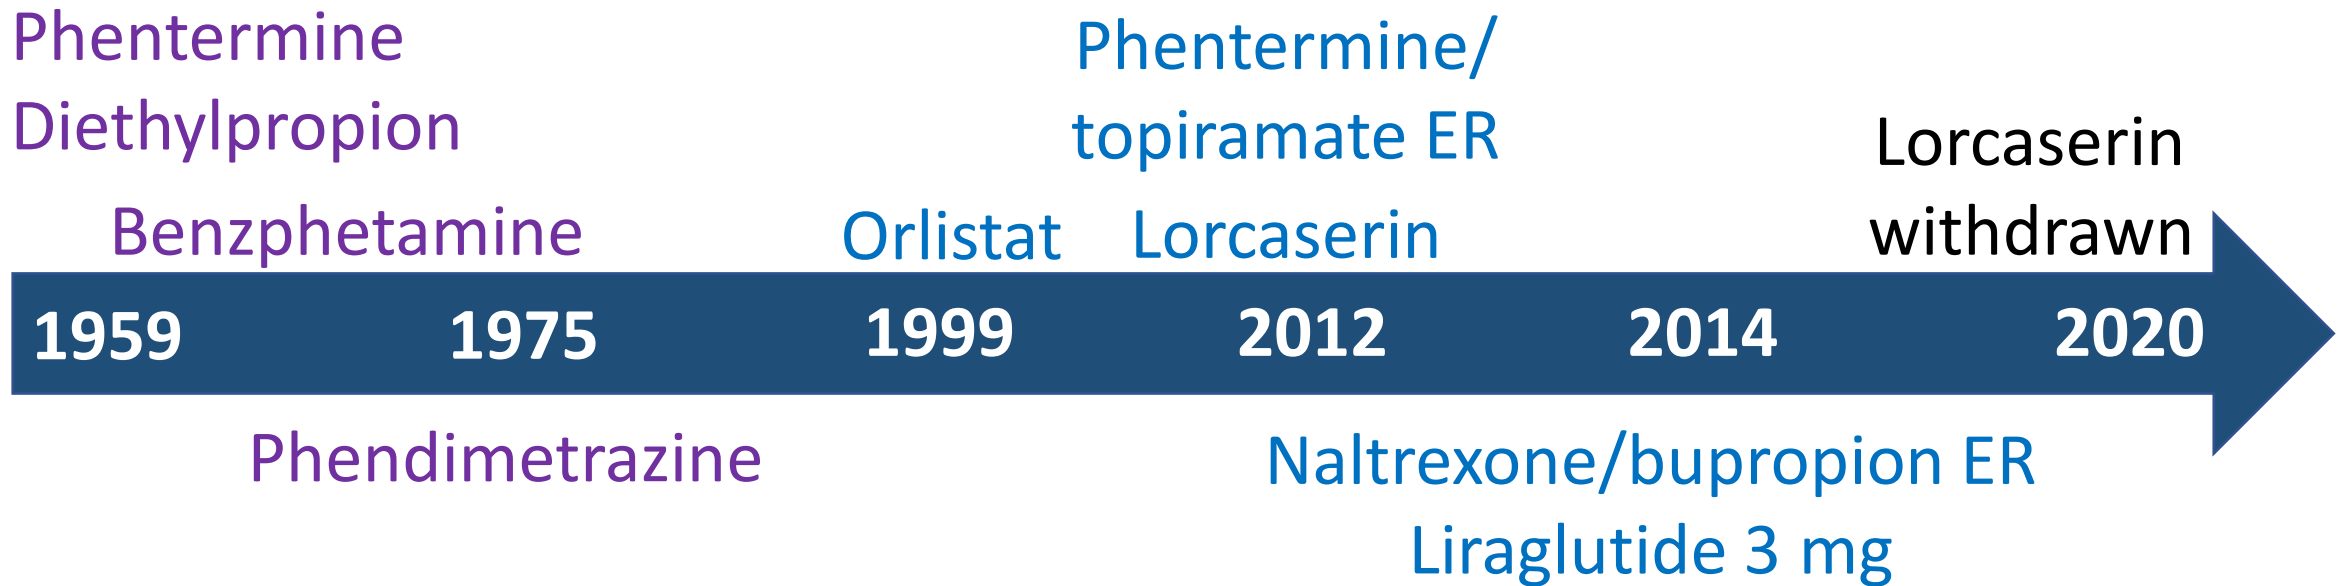 Phentermine
Diethylpropion
Benzphetamine
Orlistat
Phentermine/
topiramate ER
Lorcaserin
Lorcaserin
withdrawn
1959 1975 1999 2012 2014 2020
Phendimetrazine
Naltrexone/bupropion ER
Liraglutide 3 mg